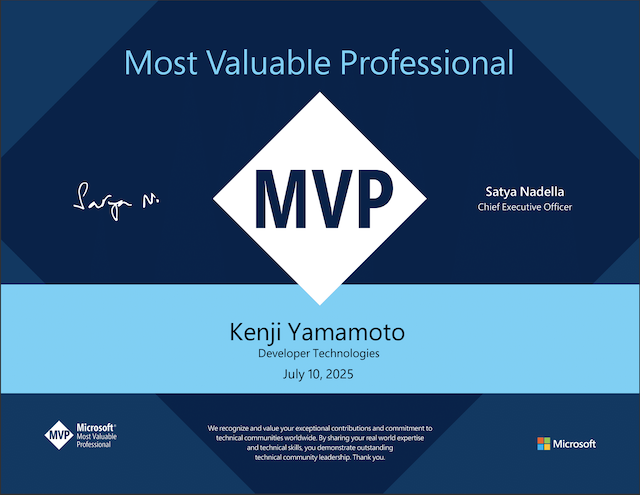 Most Valuable Professional
MVP
Satya N.
Satya Nadella
Chief Executive Officer
Kenji Yamamoto
Developer Technologies
July 10, 2025
MVP
Microsoft®
Most Valuable
Professional
We recognize and value your exceptional contributions and commitment to
technical communities worldwide. By sharing your real world expertise
and technical skills, you demonstrate outstanding
technical community leadership. Thank you.
Microsoft